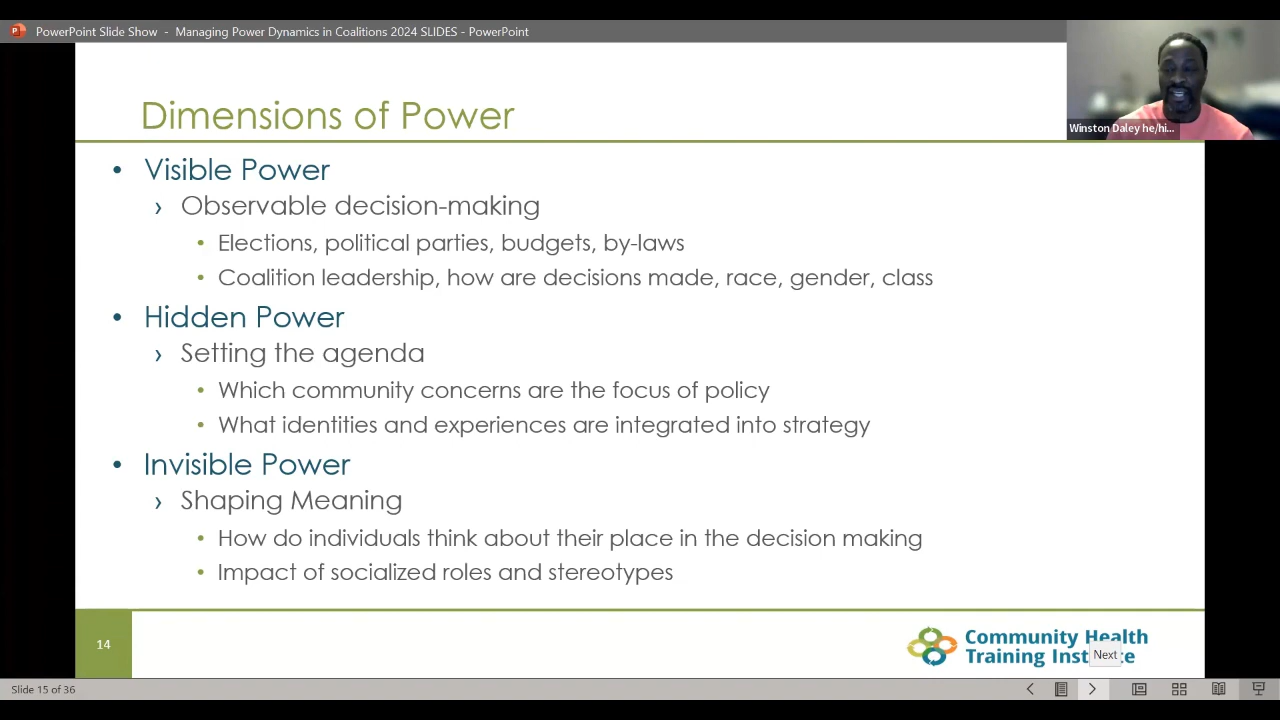 PowerPoint Slide Show - Managing Power Dynamics in Coalitions 2024 SLIDES - PowerPoint
Winston Daley he/hi...
Dimensions of Power
• Visible Power
› Observable decision-making
• Elections, political parties, budgets, by-laws
• Coalition leadership, how are decisions made, race, gender, class
• Hidden Power
› Setting the agenda
• Which community concerns are the focus of policy
• What identities and experiences are integrated into strategy
• Invisible Power
› Shaping Meaning
• How do individuals think about their place in the decision making
• Impact of socialized roles and stereotypes
14
Community Health
Training
Next
Slide 15 of 36